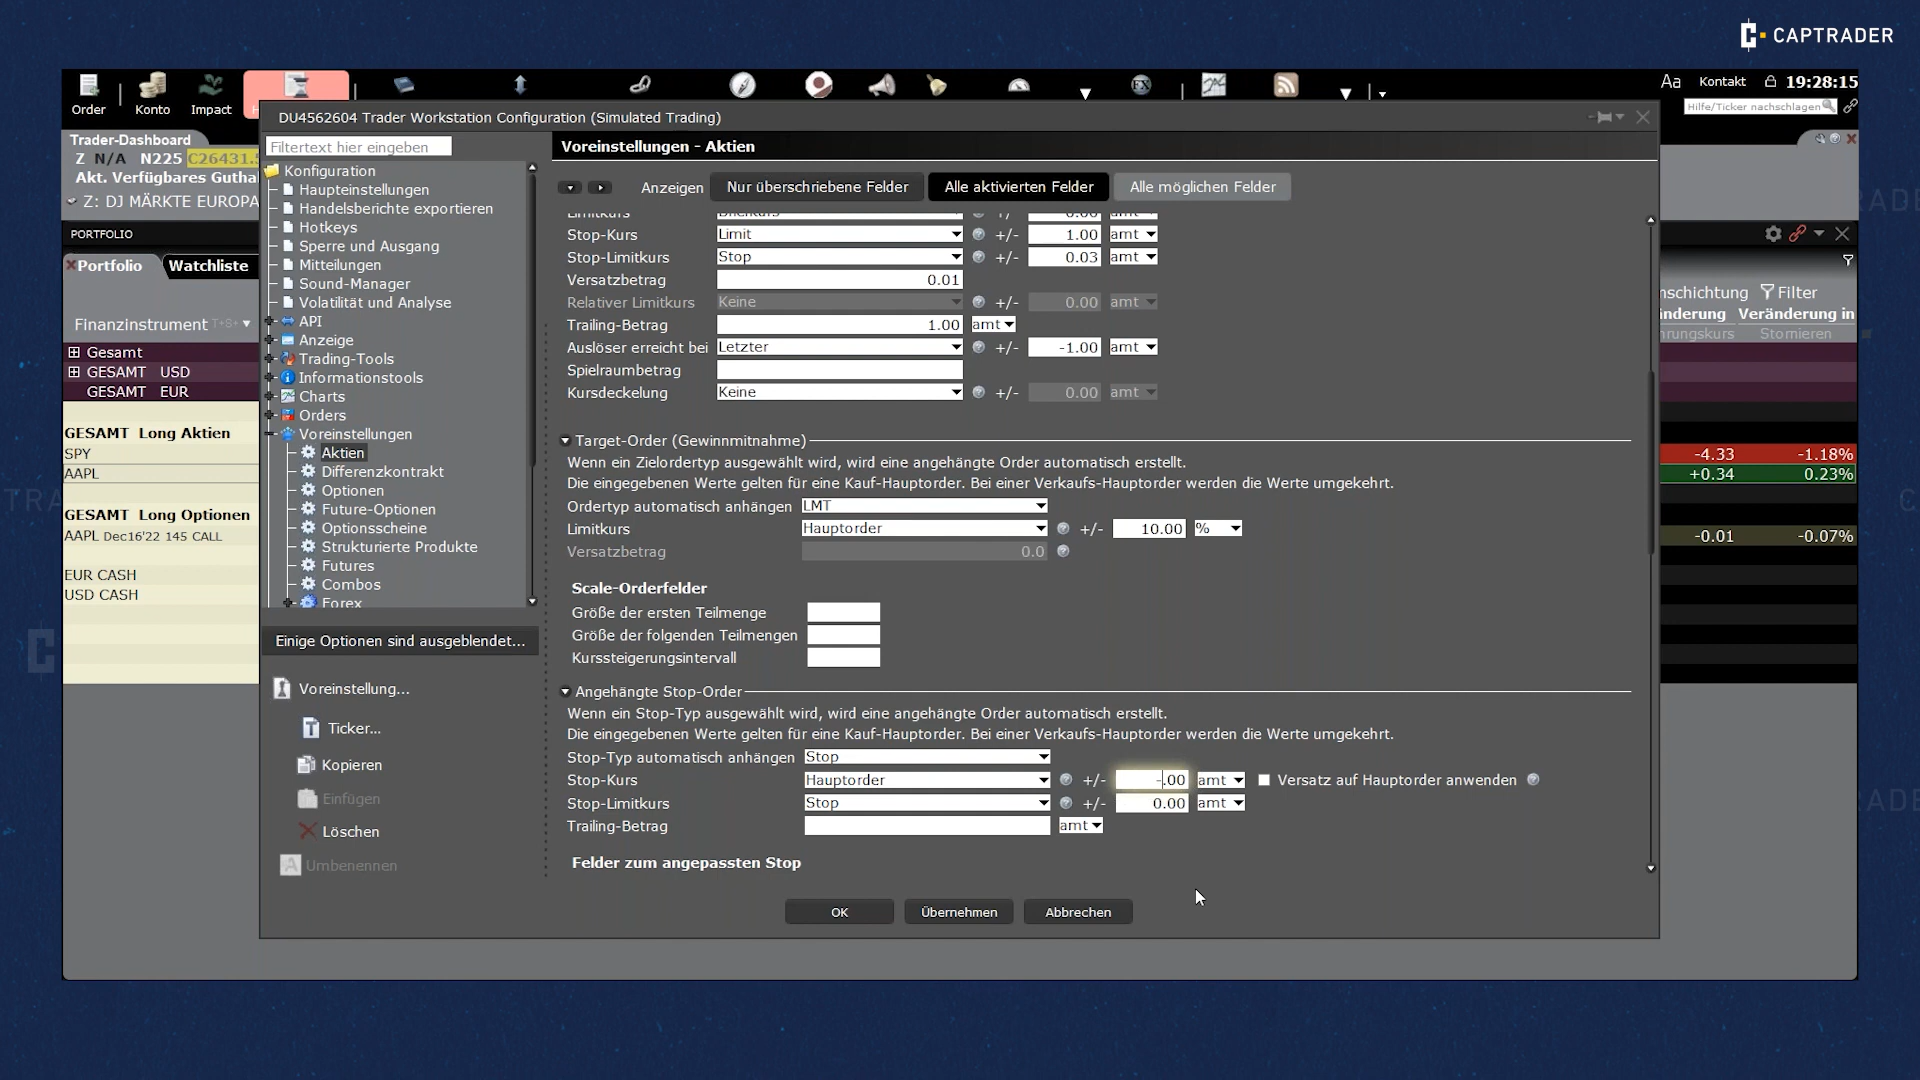 CAPTRADER
Order
Konto
Impact
Aa
Kontakt
19:28:15
Hilfe/Ticker nachschlagen
DU4562604 Trader Workstation Configuration (Simulated Trading)
Trader-Dashboard
Z N/A N225 C26431.5
Akt. Verfügbares Gutha
Z: DJ MÄRKTE EUROPA
PORTFOLIO
Portfolio
Watchliste
Finanzinstrument
Gesamt
GESAMT USD
GESAMT EUR
GESAMT Long Aktien
SPY
AAPL
GESAMT Long Optionen
AAPL Dec16'22 145 CALL
EUR CASH
USD CASH
Filtertext hier eingeben
Konfiguration
Haupteinstellungen
Handelsberichte exportieren
Hotkeys
Sperre und Ausgang
Mitteilungen
Sound-Manager
Volatilität und Analyse
API
Anzeige
Trading-Tools
Informationstools
Charts
Orders
Voreinstellungen
Aktien
Differenzkontrakt
Optionen
Future-Optionen
Optionsscheine
Strukturierte Produkte
Futures
Combos
Forex
Einige Optionen sind ausgeblendet...
Voreinstellung...
Ticker...
Kopieren
Einfügen
Löschen
Umbenennen
Voreinstellungen - Aktien
Anzeigen
Nur überschriebene Felder
Alle aktivierten Felder
Alle möglichen Felder
Limitkurs Briefkurs +/- 0.00 amt
Stop-Kurs Limit +/- 1.00 amt
Stop-Limitkurs Stop +/- 0.03 amt
Versatzbetrag 0.01
Relativer Limitkurs Keine +/- 0.00 amt
Trailing-Betrag 1.00 amt
Auslöser erreicht bei Letzter +/- -1.00 amt
Spielraumbetrag
Kursdeckelung Keine +/- 0.00 amt
Target-Order (Gewinnmitnahme)
Wenn ein Zielordertyp ausgewählt wird, wird eine angehängte Order automatisch erstellt.
Die eingegebenen Werte gelten für eine Kauf-Hauptorder. Bei einer Verkaufs-Hauptorder werden die Werte umgekehrt.
Ordertyp automatisch anhängen LMT
Limitkurs Hauptorder +/- 10.00 %
Versatzbetrag 0.0
Scale-Orderfelder
Größe der ersten Teilmenge
Größe der folgenden Teilmengen
Kurssteigerungsintervall
Angehängte Stop-Order
Wenn ein Stop-Typ ausgewählt wird, wird eine angehängte Order automatisch erstellt.
Die eingegebenen Werte gelten für eine Kauf-Hauptorder. Bei einer Verkaufs-Hauptorder werden die Werte umgekehrt.
Stop-Typ automatisch anhängen Stop
Stop-Kurs Hauptorder +/- -.00 amt Versatz auf Hauptorder anwenden
Stop-Limitkurs Stop +/- 0.00 amt
Trailing-Betrag amt
Felder zum angepassten Stop
OK
Übernehmen
Abbrechen
nschichtung
Filter
nderung
Veränderung in
hrungskurs
Stornieren
-4.33 -1.18%
+0.34 0.23%
-0.01 -0.07%